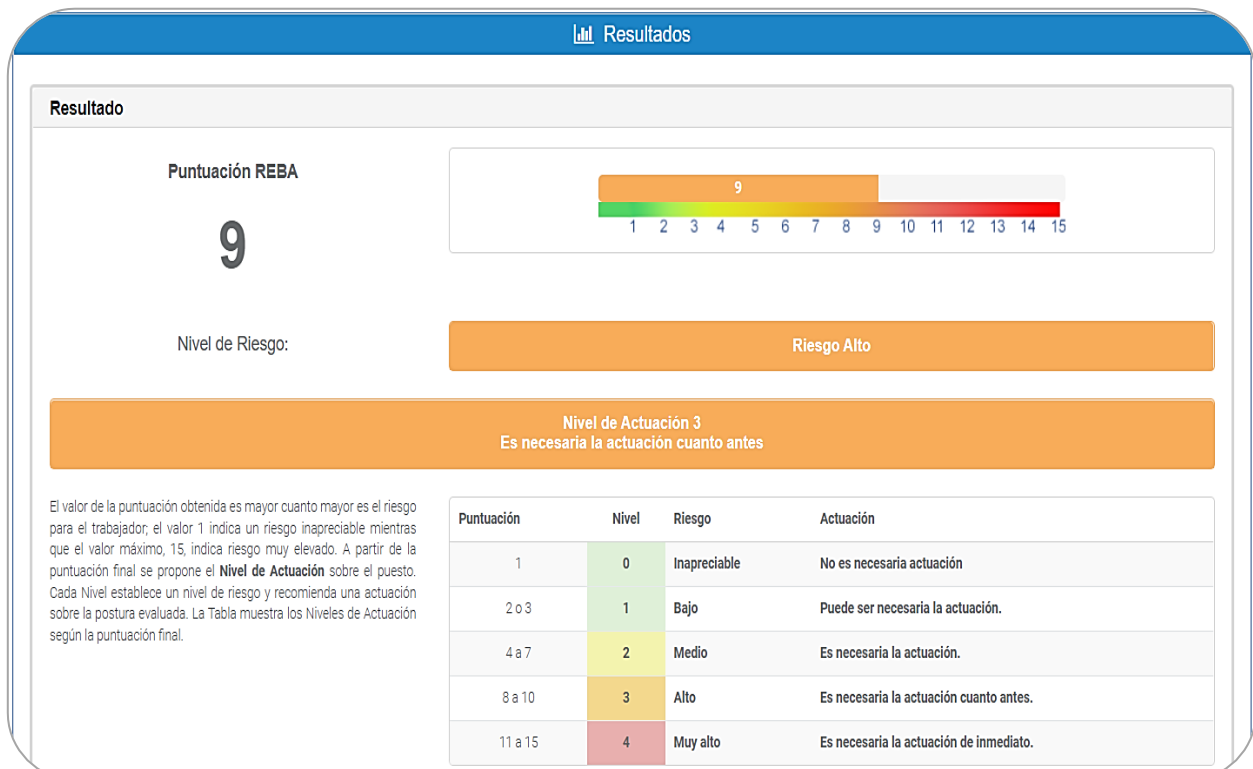 Resultados
Resultado
Puntuación REBA
9
9
1 2 3 4 5 6 7 8 9 10 11 12 13 14 15
Nivel de Riesgo:
Riesgo Alto
Nivel de Actuación 3
Es necesaria la actuación cuanto antes
El valor de la puntuación obtenida es mayor cuanto mayor es el riesgo
para el trabajador; el valor 1 indica un riesgo inapreciable mientras
que el valor máximo, 15, indica riesgo muy elevado. A partir de la
puntuación final se propone el Nivel de Actuación sobre el puesto.
Cada Nivel establece un nivel de riesgo y recomienda una actuación
sobre la postura evaluada. La Tabla muestra los Niveles de Actuación
según la puntuación final.
Puntuación Nivel Riesgo Actuación
1 0 Inapreciable No es necesaria actuación
2 o 3 1 Bajo Puede ser necesaria la actuación.
4 a 7 2 Medio Es necesaria la actuación.
8 a 10 3 Alto Es necesaria la actuación cuanto antes.
11 a 15 4 Muy alto Es necesaria la actuación de inmediato.